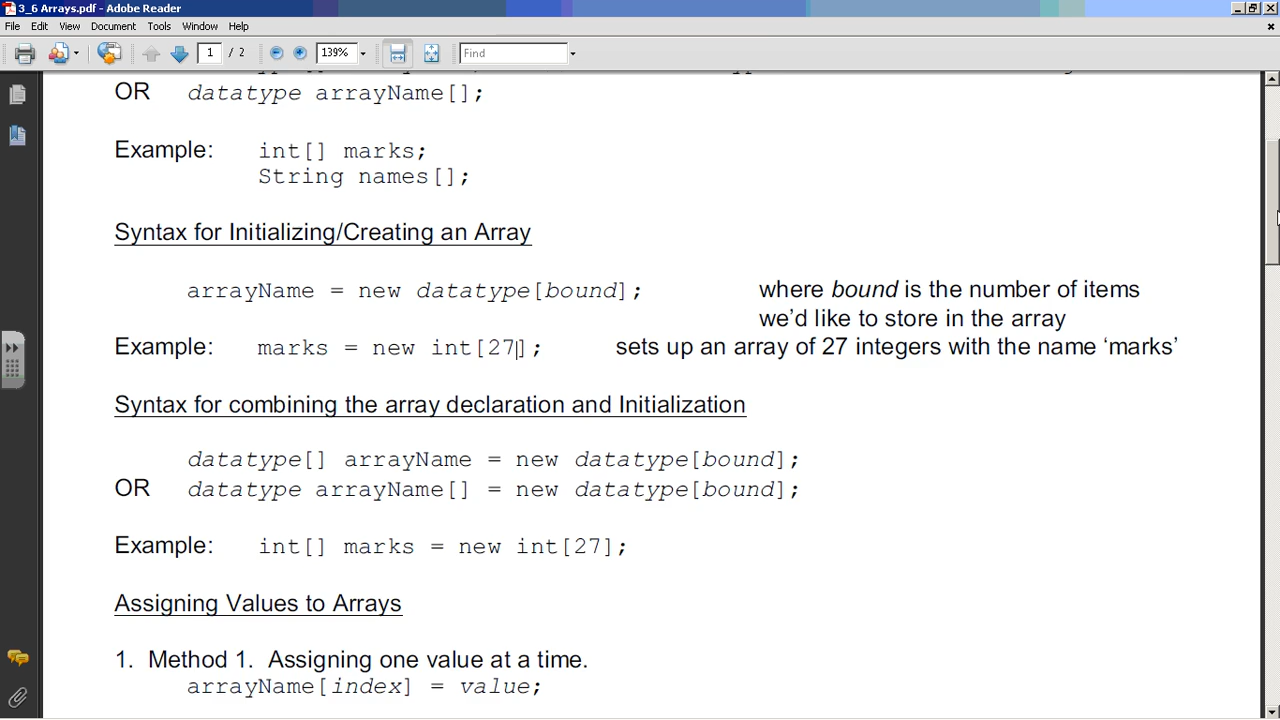 3_6 Arrays.pdf - Adobe Reader
File Edit View Document Tools Window Help
1 / 2 139% Find
OR datatype arrayName[];
Example: int[] marks;
String names[];
Syntax for Initializing/Creating an Array
arrayName = new datatype[bound]; where bound is the number of items
we'd like to store in the array
Example: marks = new int[27]; sets up an array of 27 integers with the name ‘marks’
Syntax for combining the array declaration and Initialization
datatype[] arrayName = new datatype[bound];
OR datatype arrayName[] = new datatype[bound];
Example: int[] marks = new int[27];
Assigning Values to Arrays
1. Method 1. Assigning one value at a time.
arrayName[index] = value;